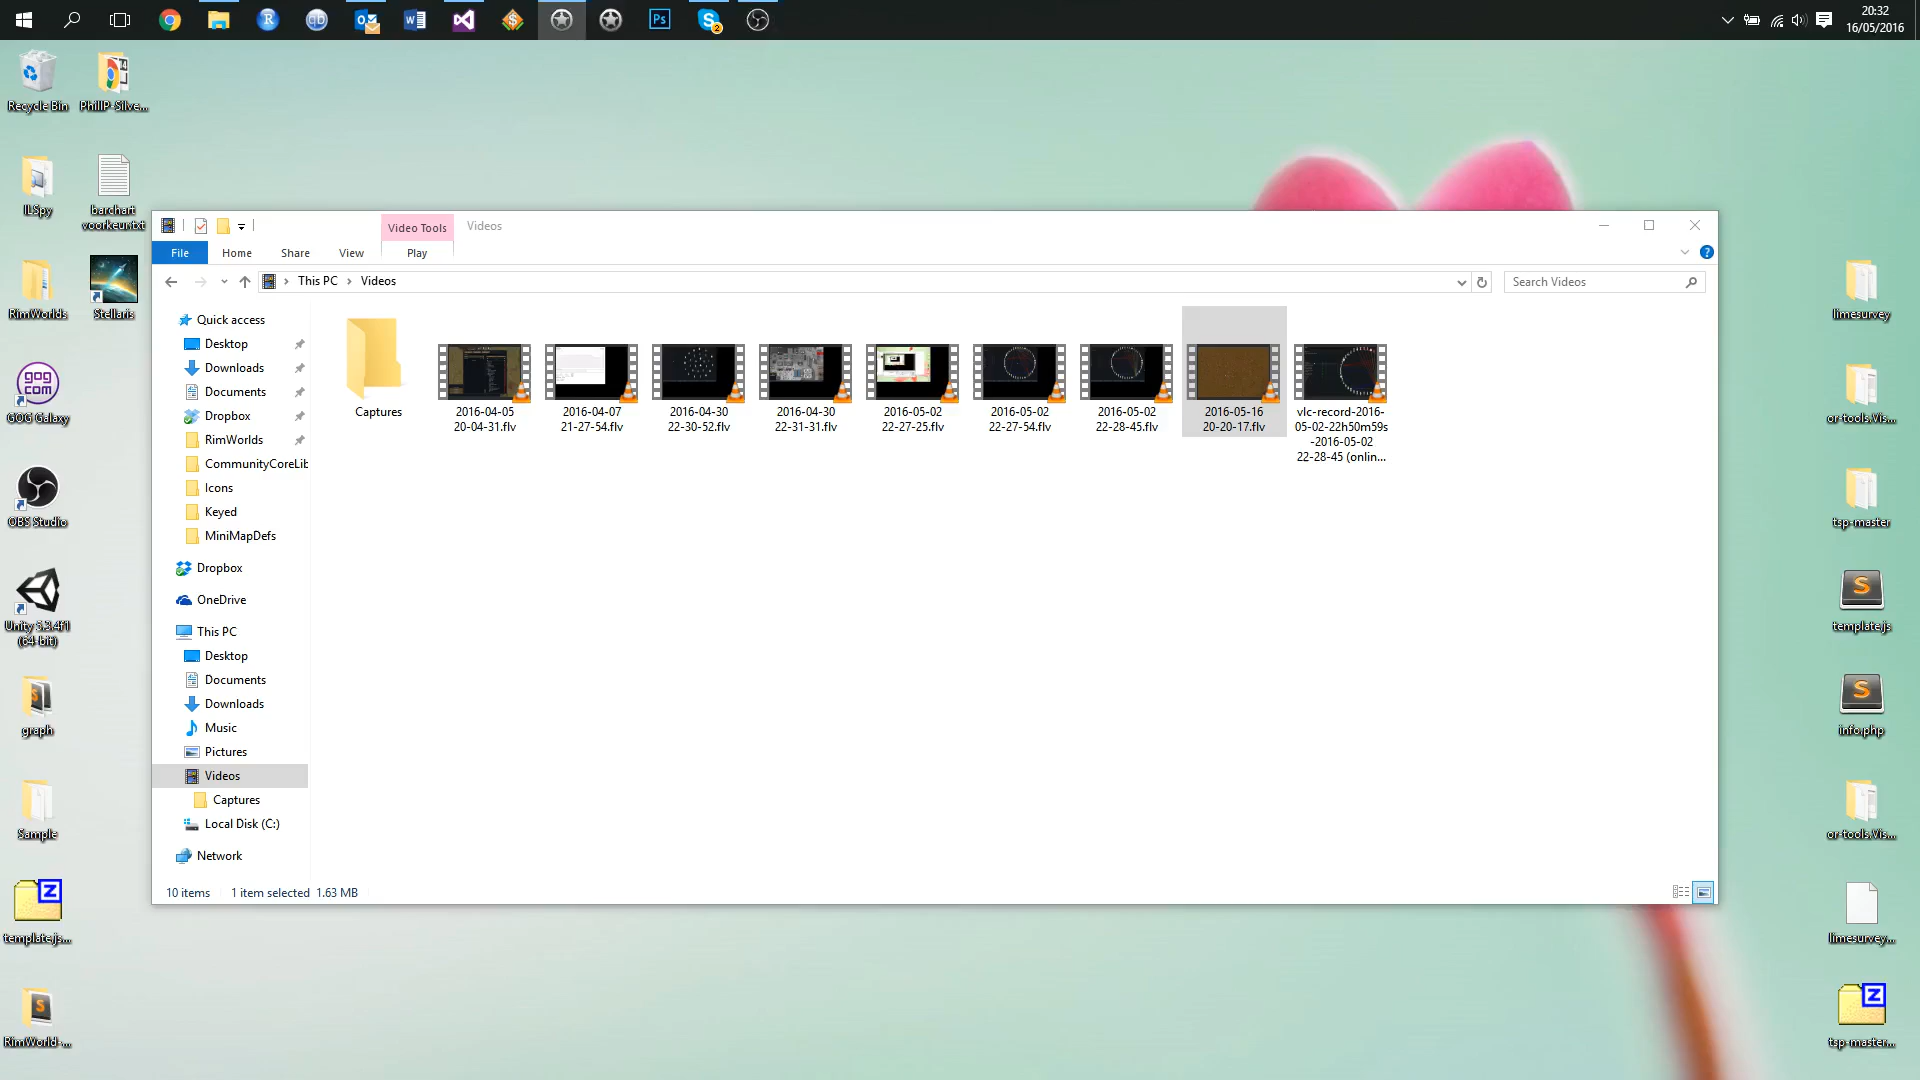 20:32
16/05/2016
Recycle Bin
PhillP-Silve...
ILSpy
barchart
voorkeur.txt
RimWorlds
Stellaris
GOG Galaxy
OBS Studio
Unity 5.3.4f1
(64-bit)
graph
Sample
template.js...
RimWorld-...
Video Tools
Videos
File
Home
Share
View
Play
This PC
Videos
Search Videos
Quick access
Desktop
Downloads
Documents
Dropbox
RimWorlds
CommunityCoreLib
Icons
Keyed
MiniMapDefs
Dropbox
OneDrive
This PC
Desktop
Documents
Downloads
Music
Pictures
Videos
Captures
Local Disk (C:)
Network
Captures
2016-04-05
20-04-31.flv
2016-04-07
21-27-54.flv
2016-04-30
22-30-52.flv
2016-04-30
22-31-31.flv
2016-05-02
22-27-25.flv
2016-05-02
22-27-54.flv
2016-05-02
22-28-45.flv
2016-05-16
20-20-17.flv
vlc-record-2016-
05-02-22h50m59s
-2016-05-02
22-28-45 (onlin...
10 items
1 item selected 1.63 MB
limesurvey
or-tools.Vis...
tsp-master
template.js
info.php
or-tools.Vis...
limesurvey...
tsp-master...